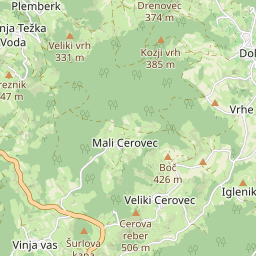 Plemberk
Drenovec
374 m
nja Težka
Voda
Veliki vrh
331 m
Kozji vrh
385 m
Dol
reznik
47 m
Vrhe
Mali Cerovec
Boč
426 m
Iglenik
Veliki Cerovec
Cerova
reber
506 m
Vinja vas
Šurlova
kapa